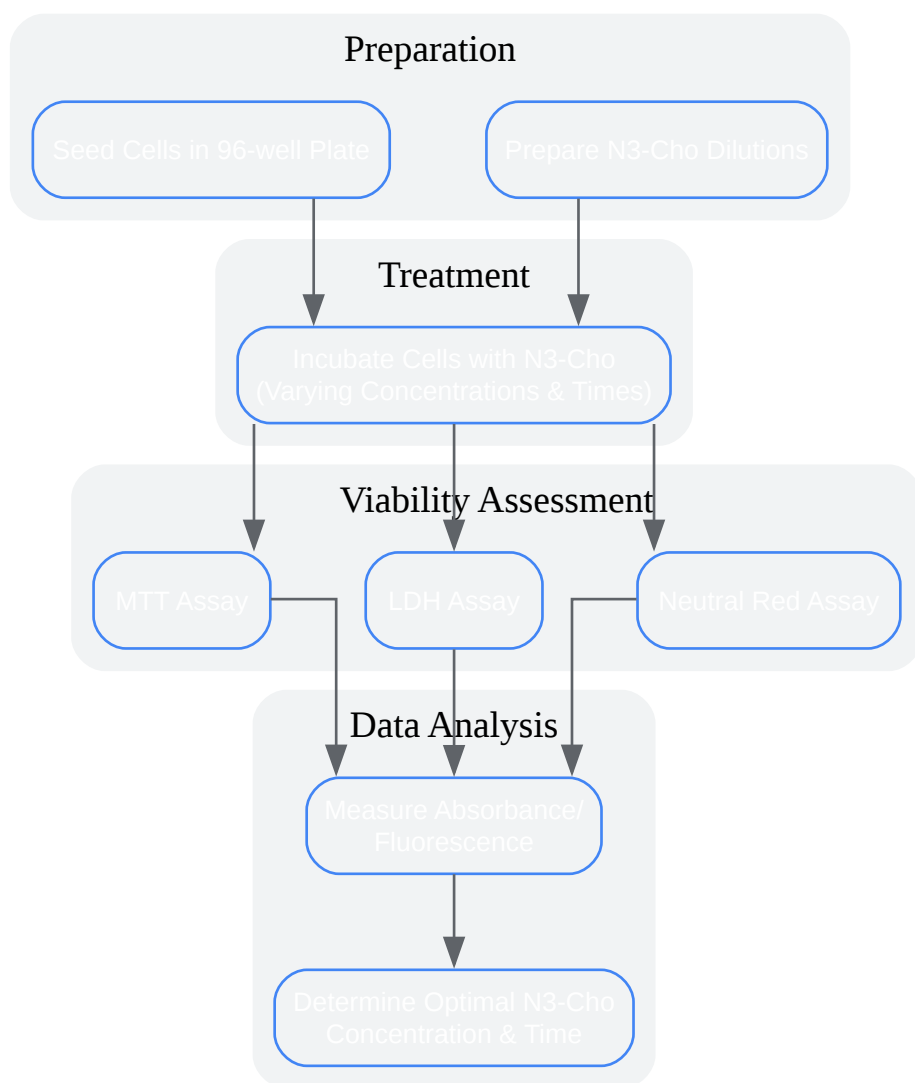 Preparation
Seed Cells in 96-well Plate
Prepare N3-Cho Dilutions
Treatment
Incubate Cells with N3-Cho
(Varying Concentrations & Times)
Viability Assessment
MTT Assay
LDH Assay
Neutral Red Assay
Data Analysis
Measure Absorbance/
Fluorescence
Determine Optimal N3-Cho
Concentration & Time